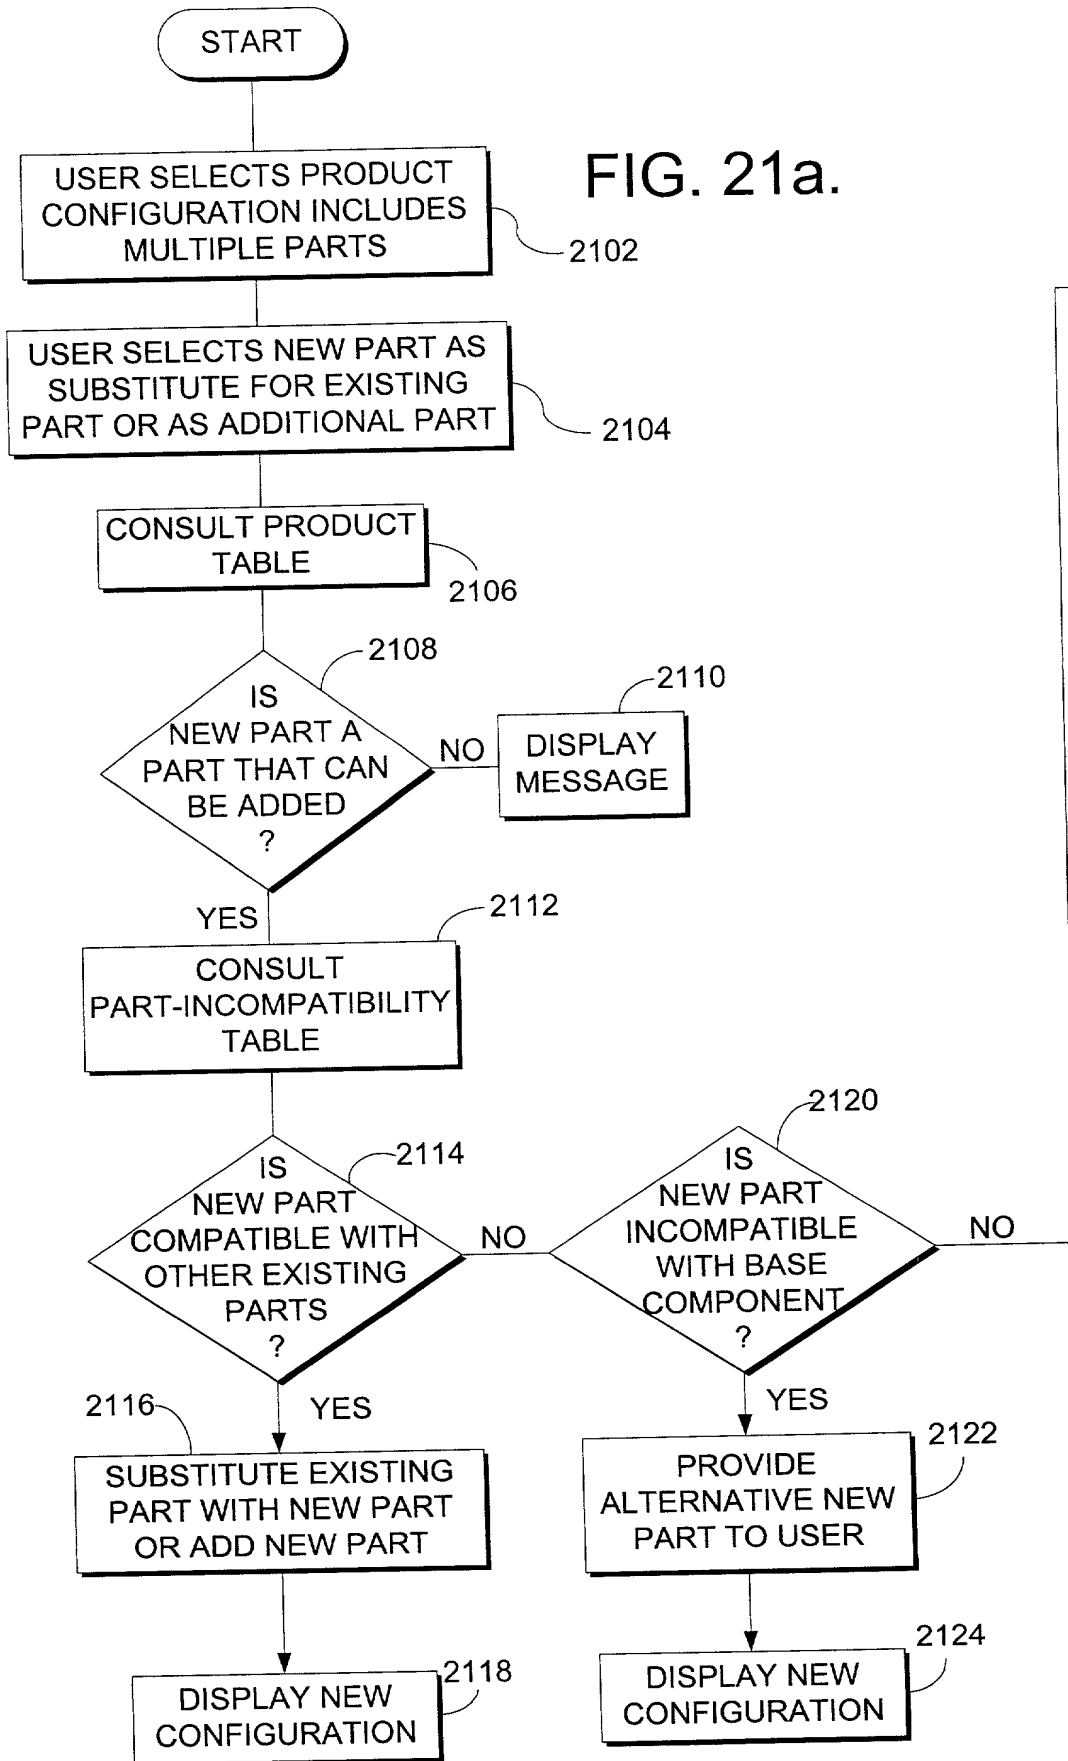 START
USER SELECTS PRODUCT
CONFIGURATION INCLUDES
MULTIPLE PARTS
FIG. 21a.
2102
USER SELECTS NEW PART AS
SUBSTITUTE FOR EXISTING
PART OR AS ADDITIONAL PART
2104
CONSULT PRODUCT
TABLE
2106
2108
IS
NEW PART A
PART THAT CAN
BE ADDED
?
NO
2110
DISPLAY
MESSAGE
YES
2112
CONSULT
PART-INCOMPATIBILITY
TABLE
2114
IS
NEW PART
COMPATIBLE WITH
OTHER EXISTING
PARTS
?
NO
2120
IS
NEW PART
INCOMPATIBLE
WITH BASE
COMPONENT
?
NO
YES
2116
SUBSTITUTE EXISTING
PART WITH NEW PART
OR ADD NEW PART
YES
2122
PROVIDE
ALTERNATIVE NEW
PART TO USER
2118
DISPLAY NEW
CONFIGURATION
2124
DISPLAY NEW
CONFIGURATION